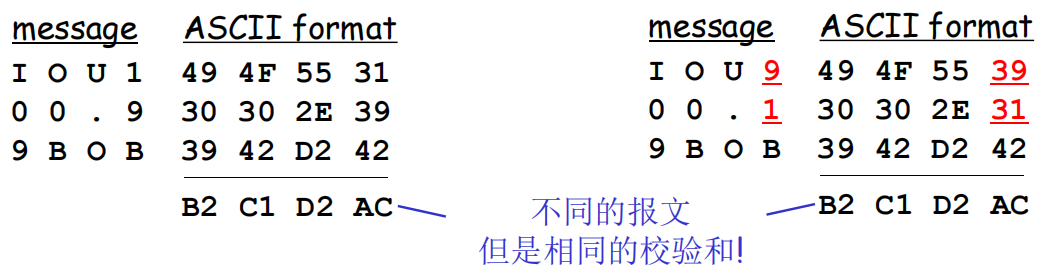 message ASCII format
I O U 1 49 4F 55 31
0 0 . 9 30 30 2E 39
9 B O B 39 42 D2 42
B2 C1 D2 AC
message ASCII format
I O U 9 49 4F 55 39
0 0 . 1 30 30 2E 31
9 B O B 39 42 D2 42
B2 C1 D2 AC
不同的报文
但是相同的校验和!